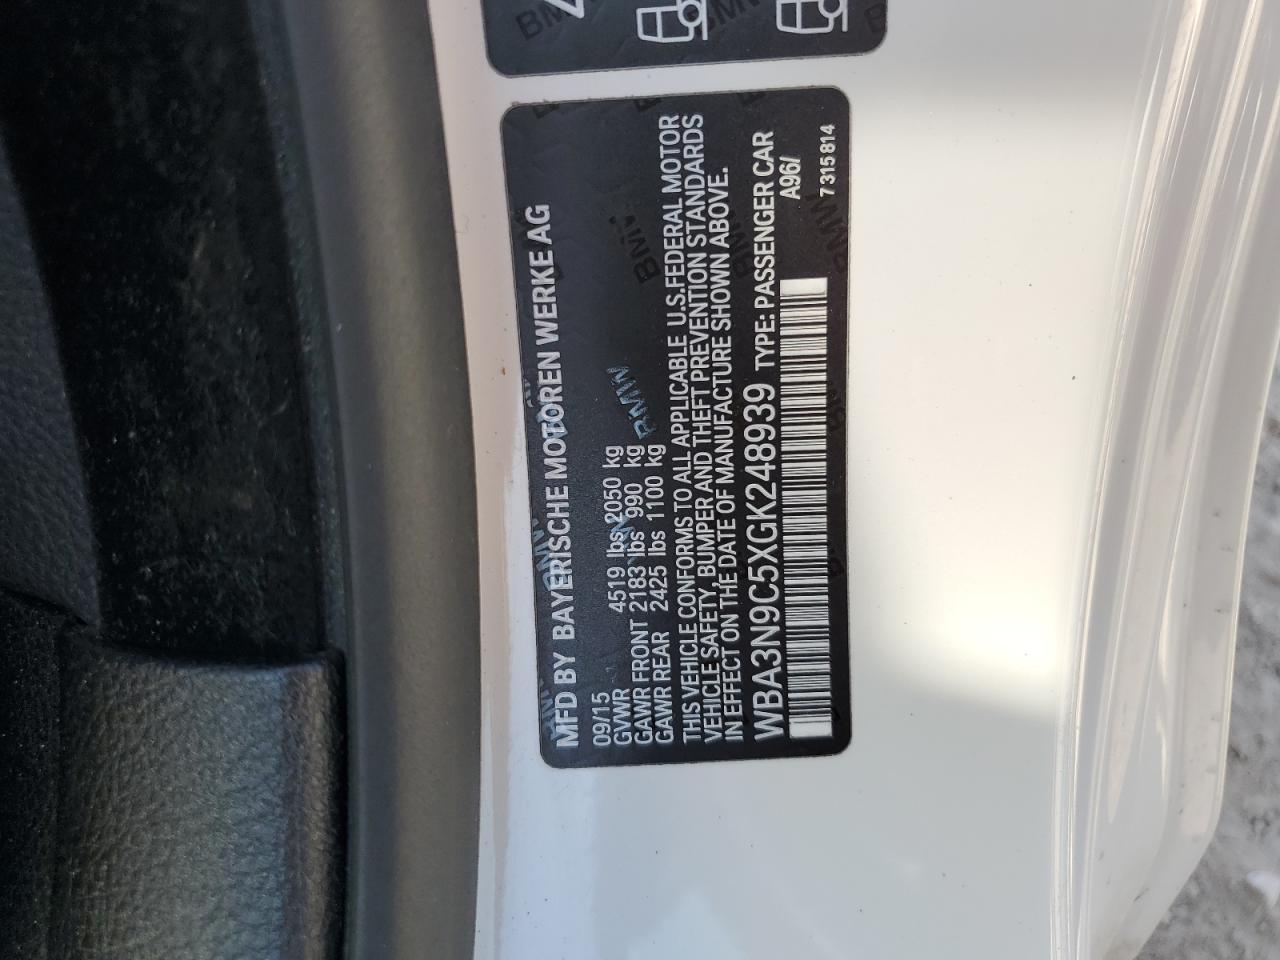 MFD BY BAYERISCHE MOTOREN WERKE AG
09/15
GVWR 4519 lbs 2050 kg
GAWR FRONT 2183 lbs 990 kg
GAWR REAR 2425 lbs 1100 kg
THIS VEHICLE CONFORMS TO ALL APPLICABLE U.S.FEDERAL MOTOR
VEHICLE SAFETY, BUMPER AND THEFT PREVENTION STANDARDS
IN EFFECT ON THE DATE OF MANUFACTURE SHOWN ABOVE.
WBA3N9C5XGK248939 TYPE: PASSENGER CAR
A96/
7 315 814